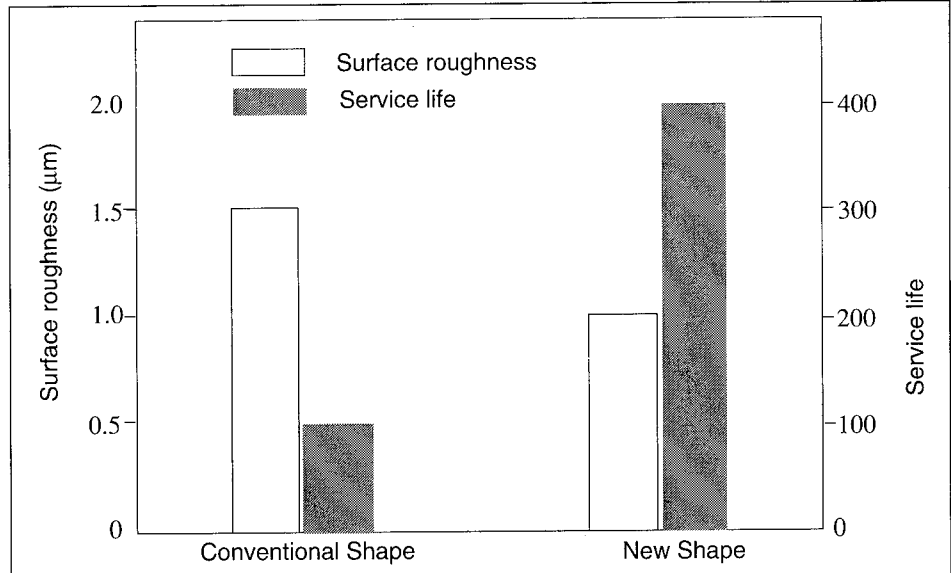 Surface roughness
Service life
Surface roughness (μm)
2.0
1.5
1.0
0.5
0
400
300
200
100
0
Service life
Conventional Shape
New Shape